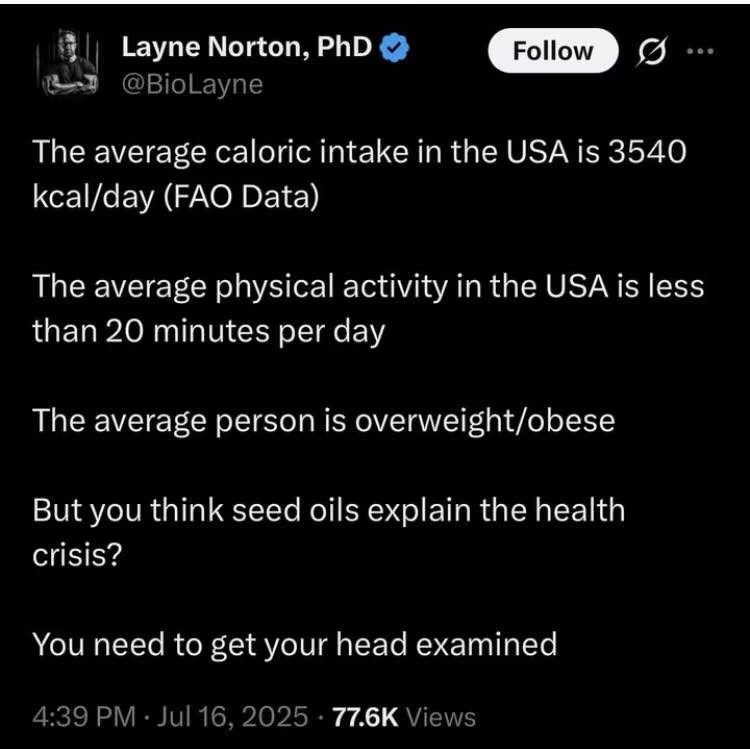 Layne Norton, PhD
Follow
@BioLayne
The average caloric intake in the USA is 3540
kcal/day (FAO Data)
The average physical activity in the USA is less
than 20 minutes per day
The average person is overweight/obese
But you think seed oils explain the health
crisis?
You need to get your head examined
4:39 PM · Jul 16, 2025 · 77.6K Views